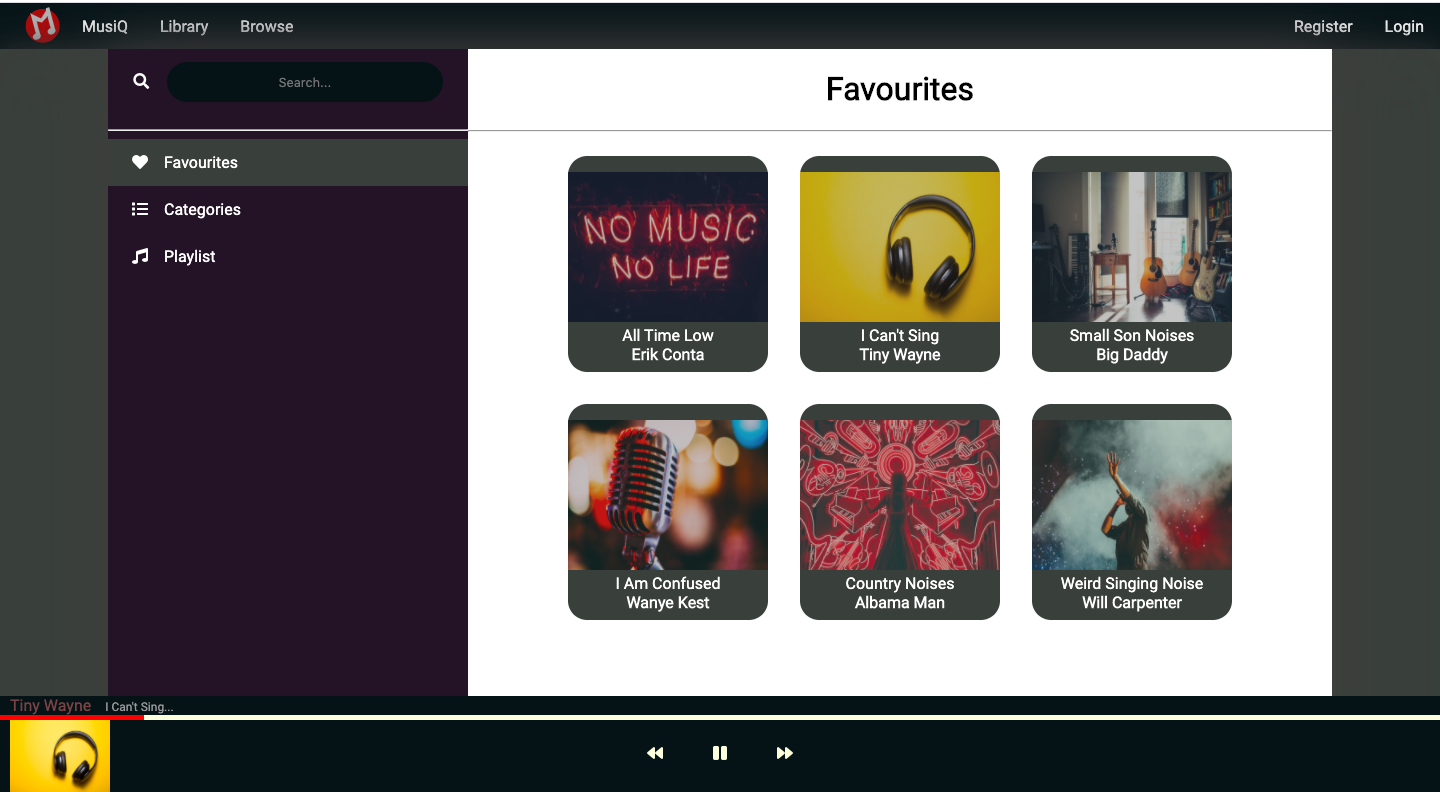 MusiQ Library Browse Register Login
Search...
Favourites
Favourites
Categories
Playlist
NO MUSIC
NO LIFE
All Time Low
Erik Conta
I Can't Sing
Tiny Wayne
Small Son Noises
Big Daddy
I Am Confused
Wanye Kest
Country Noises
Albama Man
Weird Singing Noise
Will Carpenter
Tiny Wayne I Can't Sing...